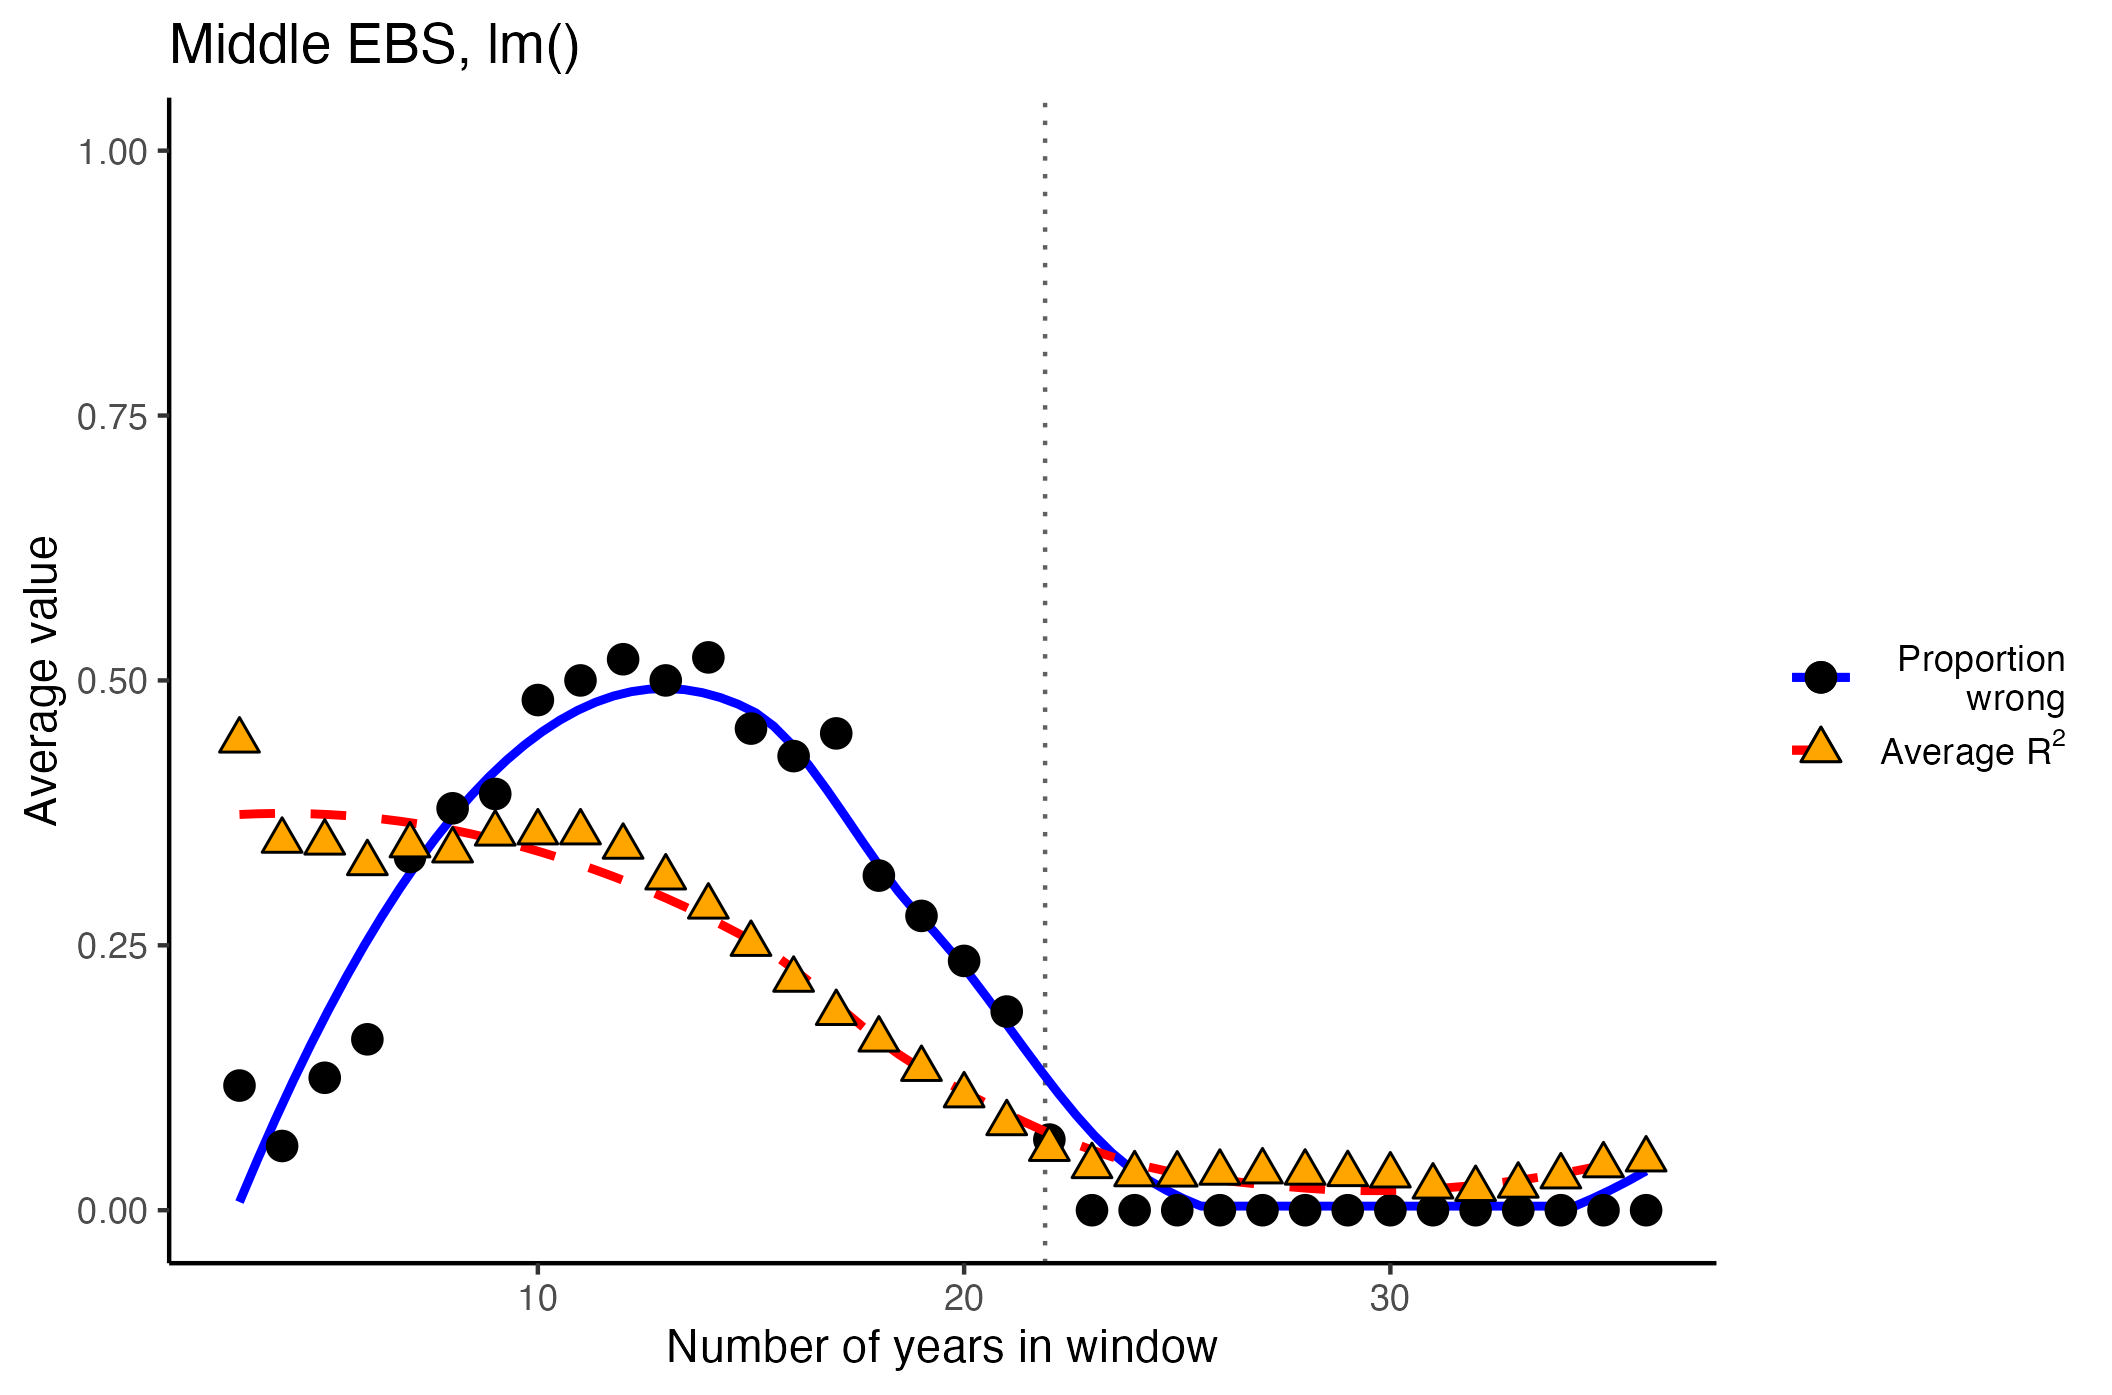 Middle EBS, lm()
1.00
0.75
0.50
0.25
0.00
Average value
10 20 30
Number of years in window
Proportion
wrong
Average R²